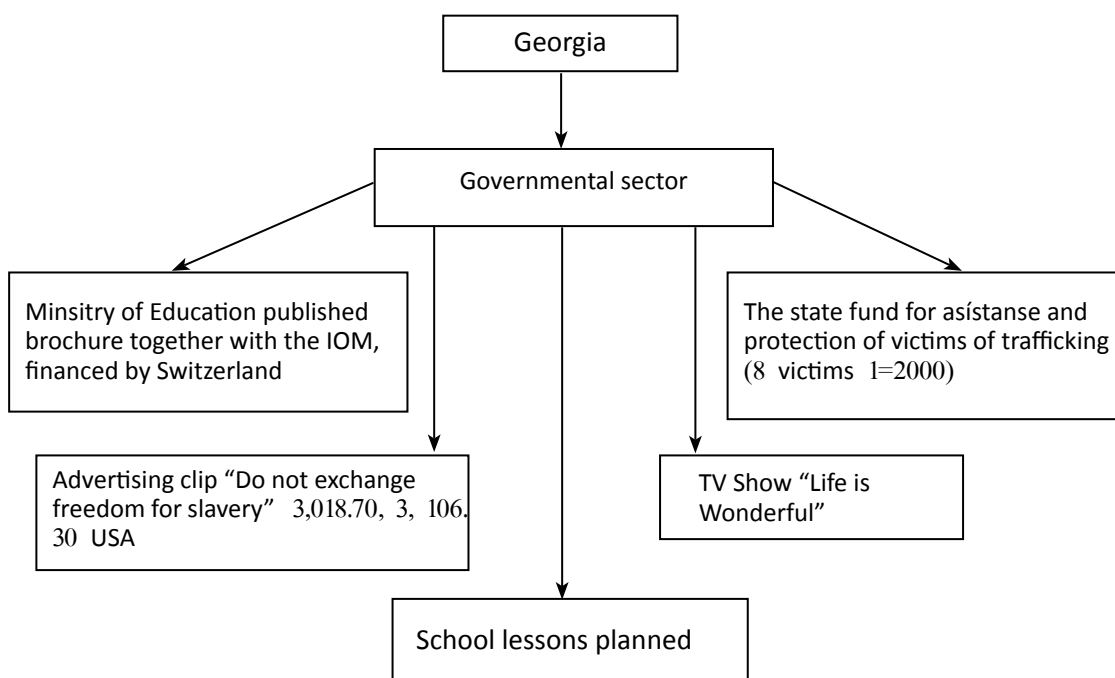 Georgia
Governmental sector
Minsitry of Education published
brochure together with the IOM,
financed by Switzerland
The state fund for asístanse and
protection of victims of trafficking
(8 victims 1=2000)
Advertising clip “Do not exchange
freedom for slavery” 3,018.70, 3, 106.
30 USA
TV Show “Life is
Wonderful”
School lessons planned